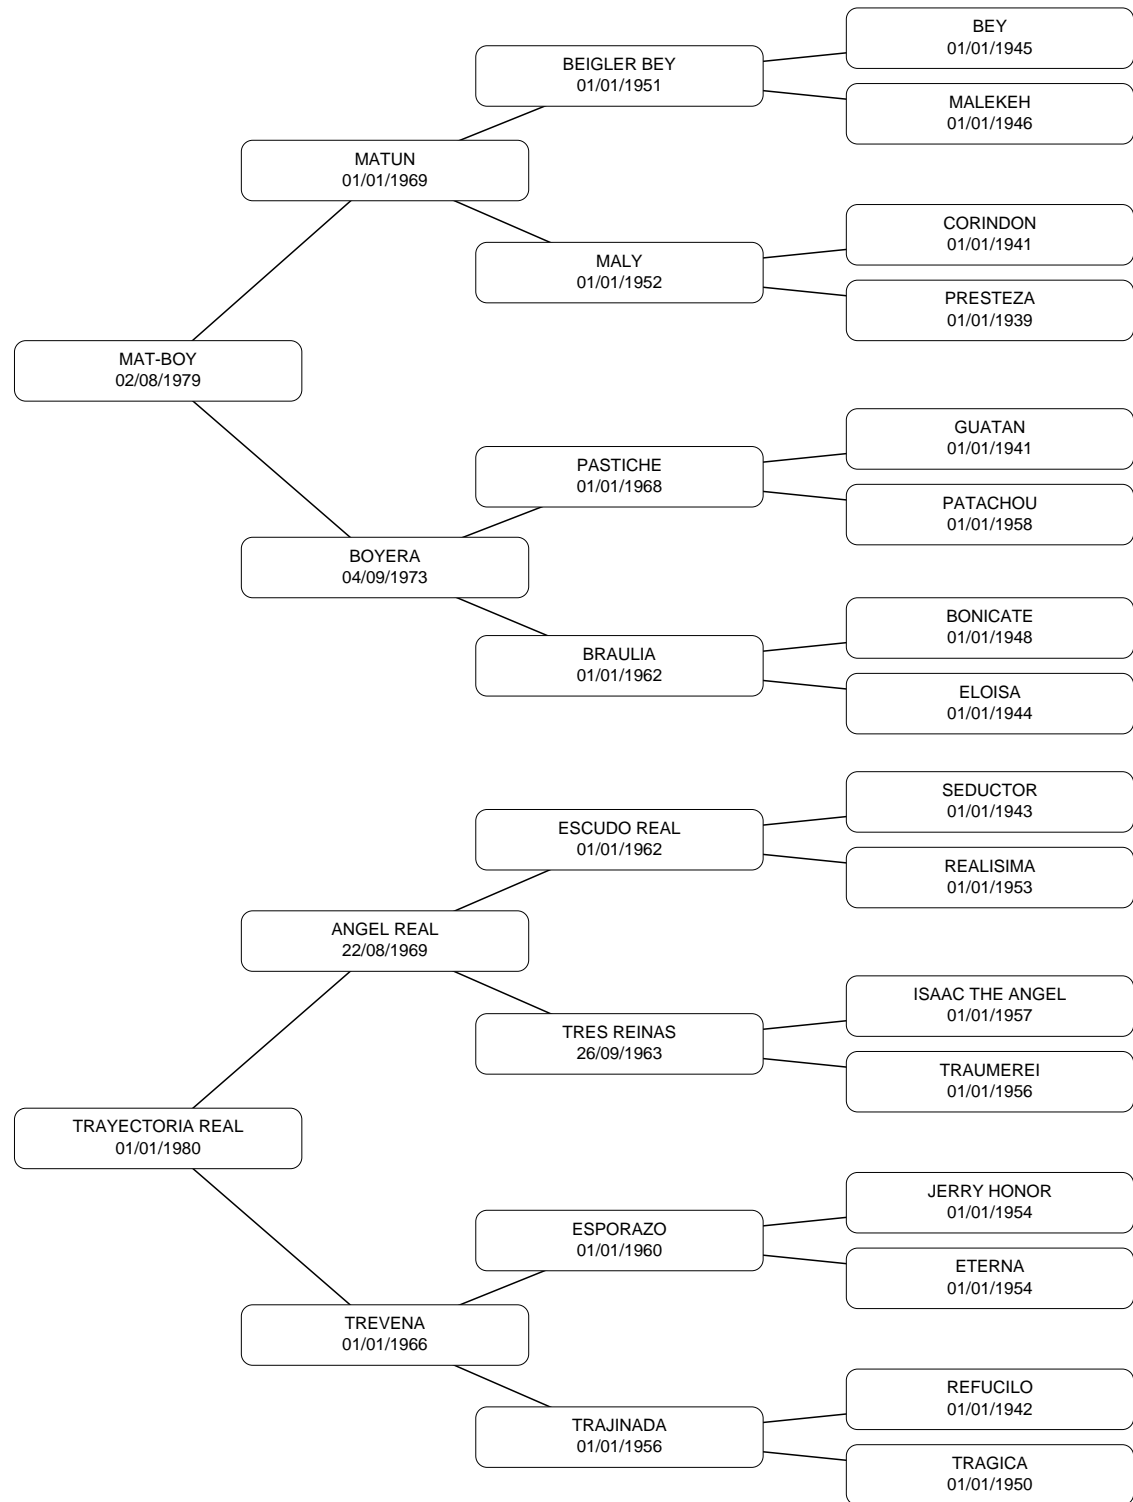 BEY
01/01/1945
BEIGLER BEY
01/01/1951
MALEKEH
01/01/1946
MATUN
01/01/1969
CORINDON
01/01/1941
MALY
01/01/1952
PRESTEZA
01/01/1939
MAT-BOY
02/08/1979
GUATAN
01/01/1941
PASTICHE
01/01/1968
PATACHOU
01/01/1958
BOYERA
04/09/1973
BONICATE
01/01/1948
BRAULIA
01/01/1962
ELOISA
01/01/1944
SEDUCTOR
01/01/1943
ESCUDO REAL
01/01/1962
REALISIMA
01/01/1953
ANGEL REAL
22/08/1969
ISAAC THE ANGEL
01/01/1957
TRES REINAS
26/09/1963
TRAUMEREI
01/01/1956
TRAYECTORIA REAL
01/01/1980
JERRY HONOR
01/01/1954
ESPORAZO
01/01/1960
ETERNA
01/01/1954
TREVENA
01/01/1966
REFUCILO
01/01/1942
TRAJINADA
01/01/1956
TRAGICA
01/01/1950